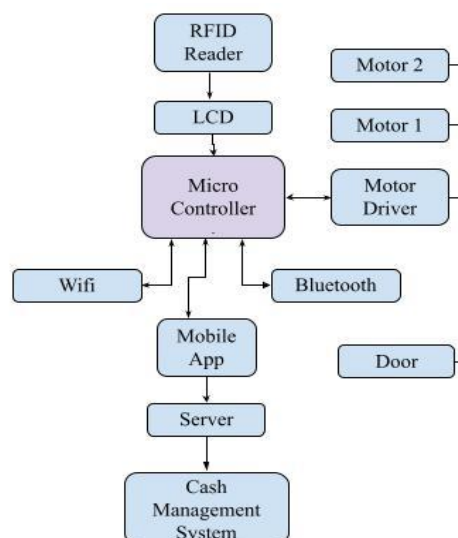 RFID
Reader
Motor 2
LCD
Motor 1
Micro
Controller
Motor
Driver
Wifi
Bluetooth
Mobile
App
Door
Server
Cash
Management
System